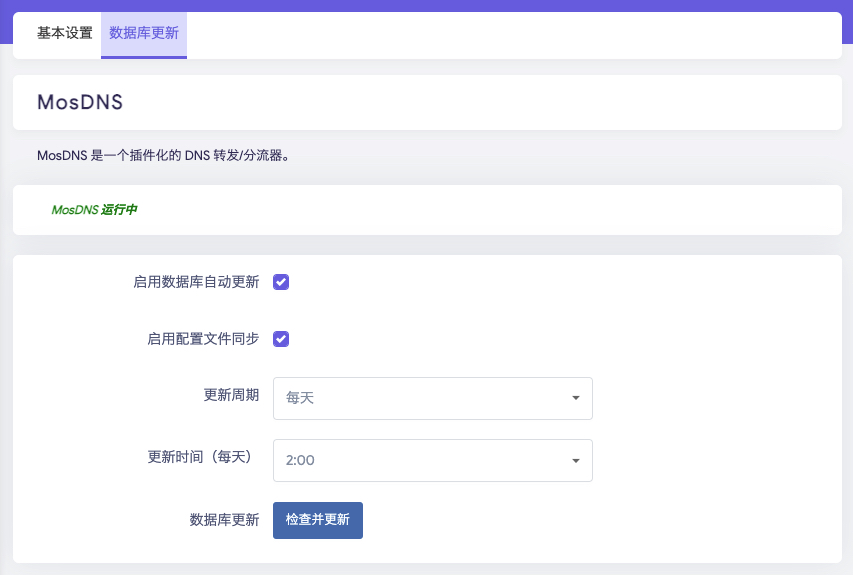 基本设置 数据库更新
MosDNS
MosDNS 是一个插件化的 DNS 转发/分流器。
MosDNS 运行中
启用数据库自动更新
启用配置文件同步
更新周期 每天
更新时间（每天） 2:00
数据库更新 检查并更新